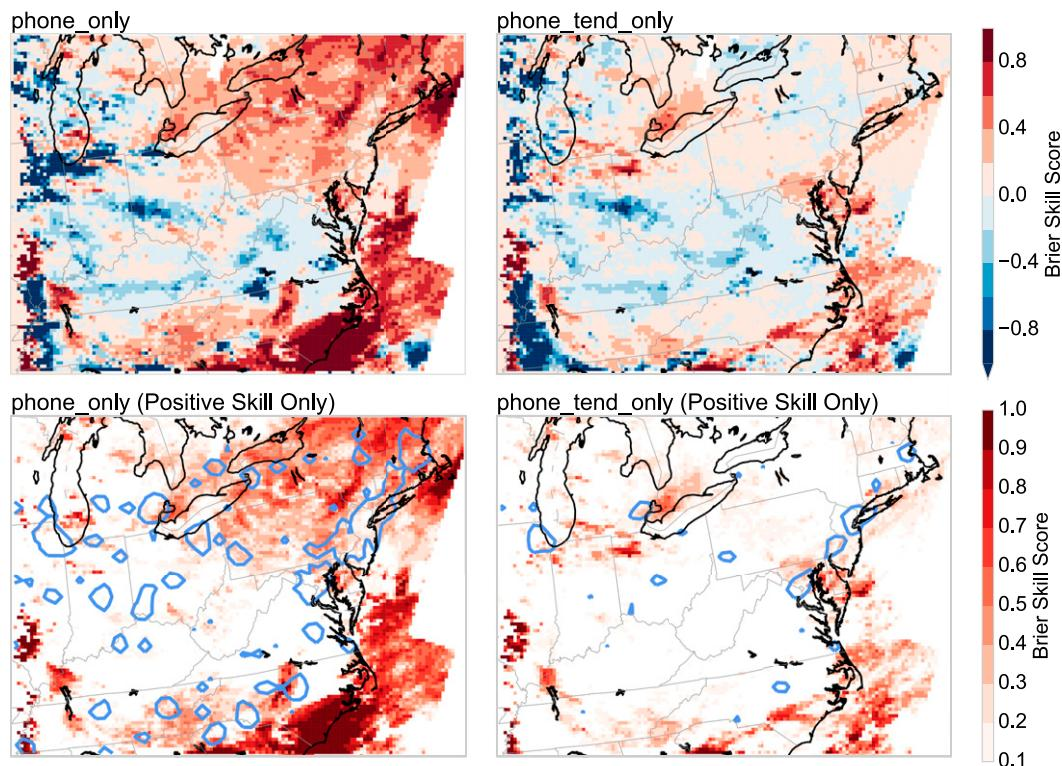 phone_only
phone_tend_only
0.8
0.4
0.0
−0.4
−0.8
Brier Skill Score
phone_only (Positive Skill Only)
phone_tend_only (Positive Skill Only)
1.0
0.9
0.8
0.7
0.6
0.5
0.4
0.3
0.2
0.1
Brier Skill Score